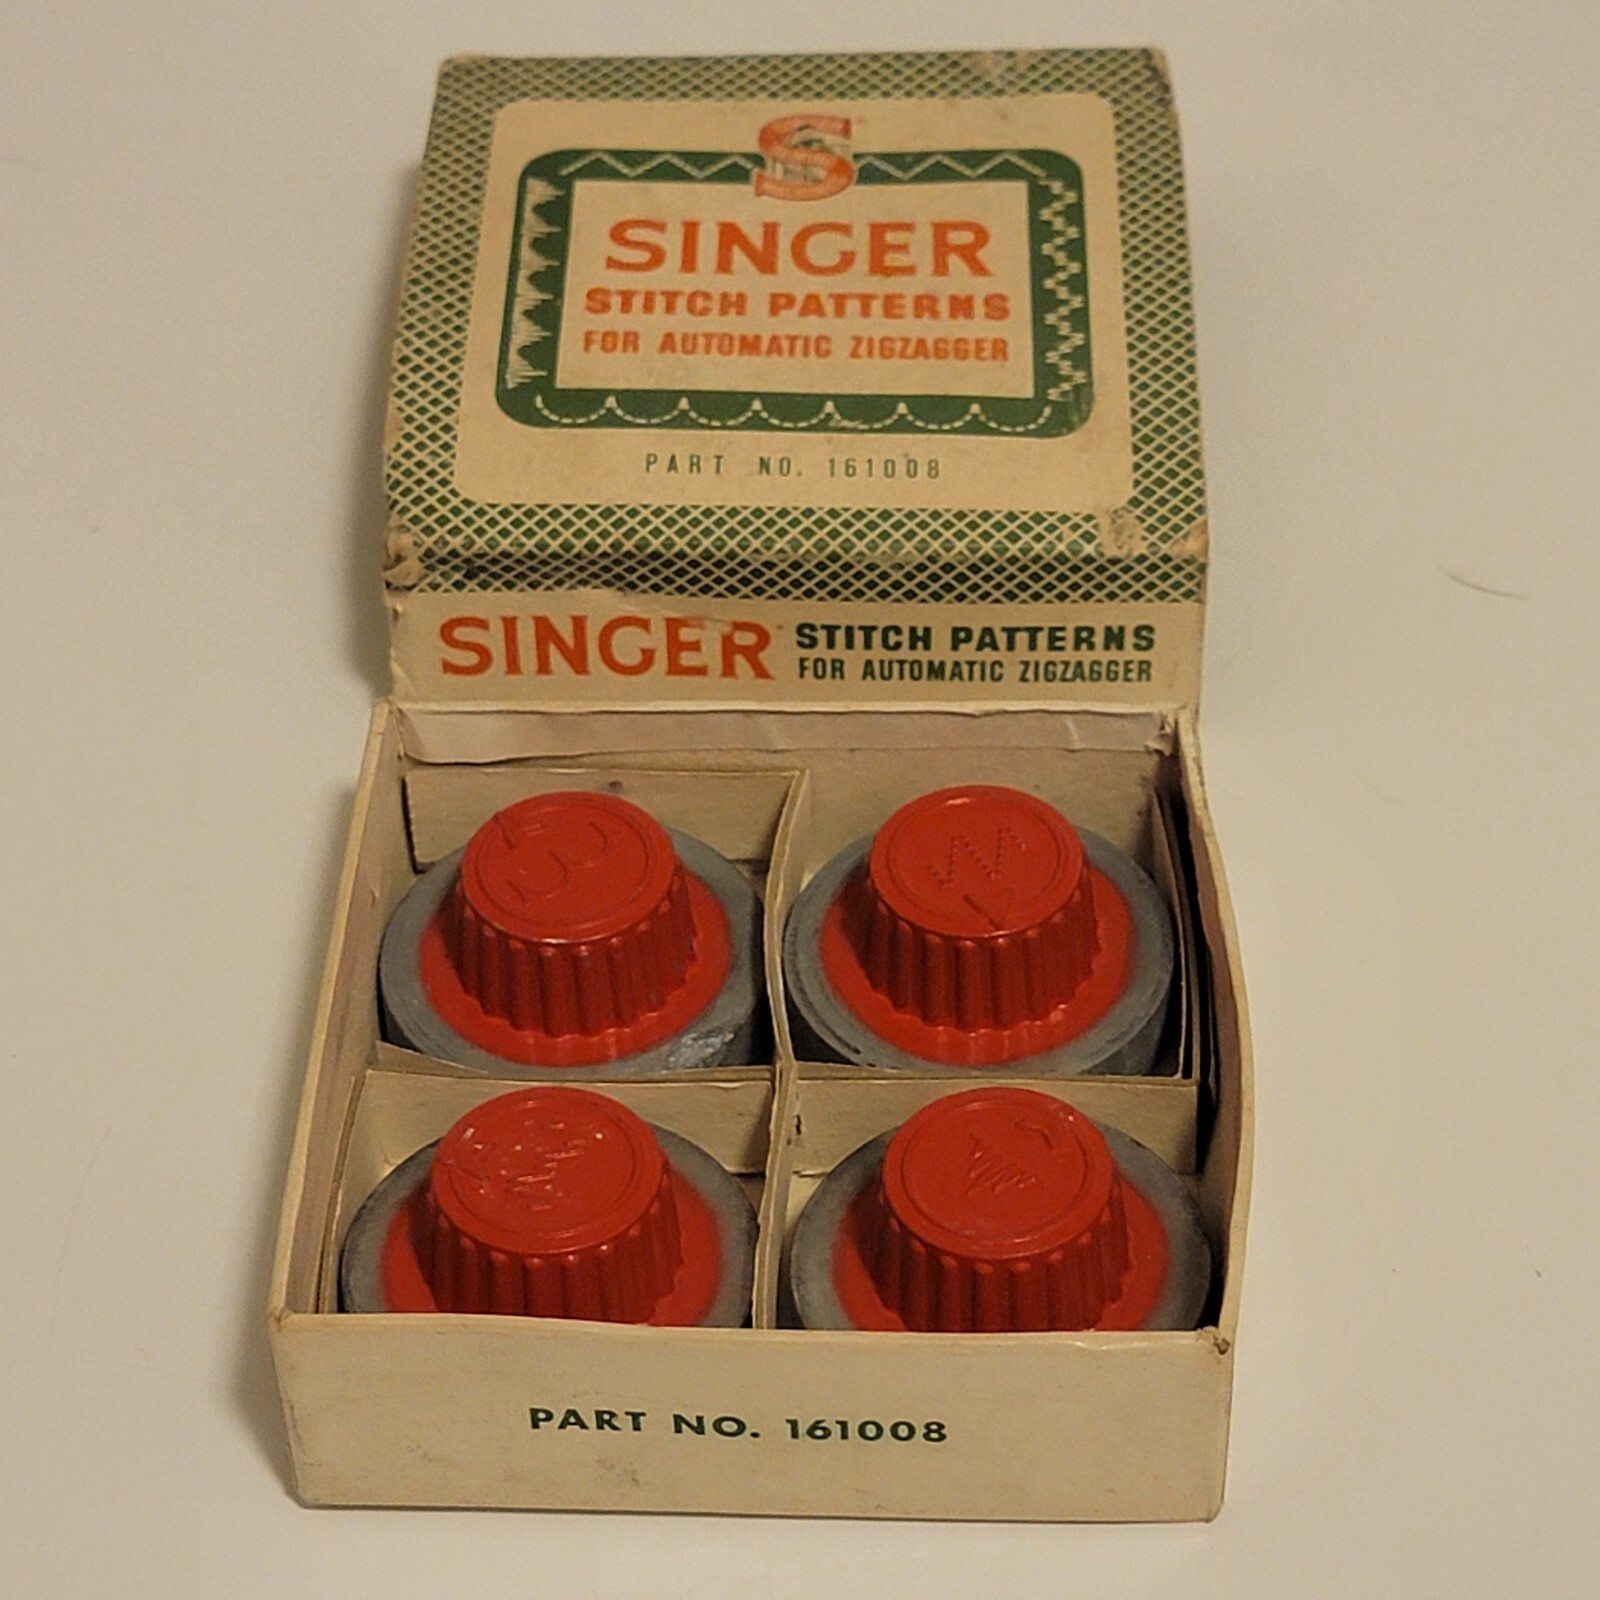 S
SINGER
STITCH PATTERNS
FOR AUTOMATIC ZIGZAGGER
PART NO. 161008
SINGER STITCH PATTERNS
FOR AUTOMATIC ZIGZAGGER
PART NO. 161008